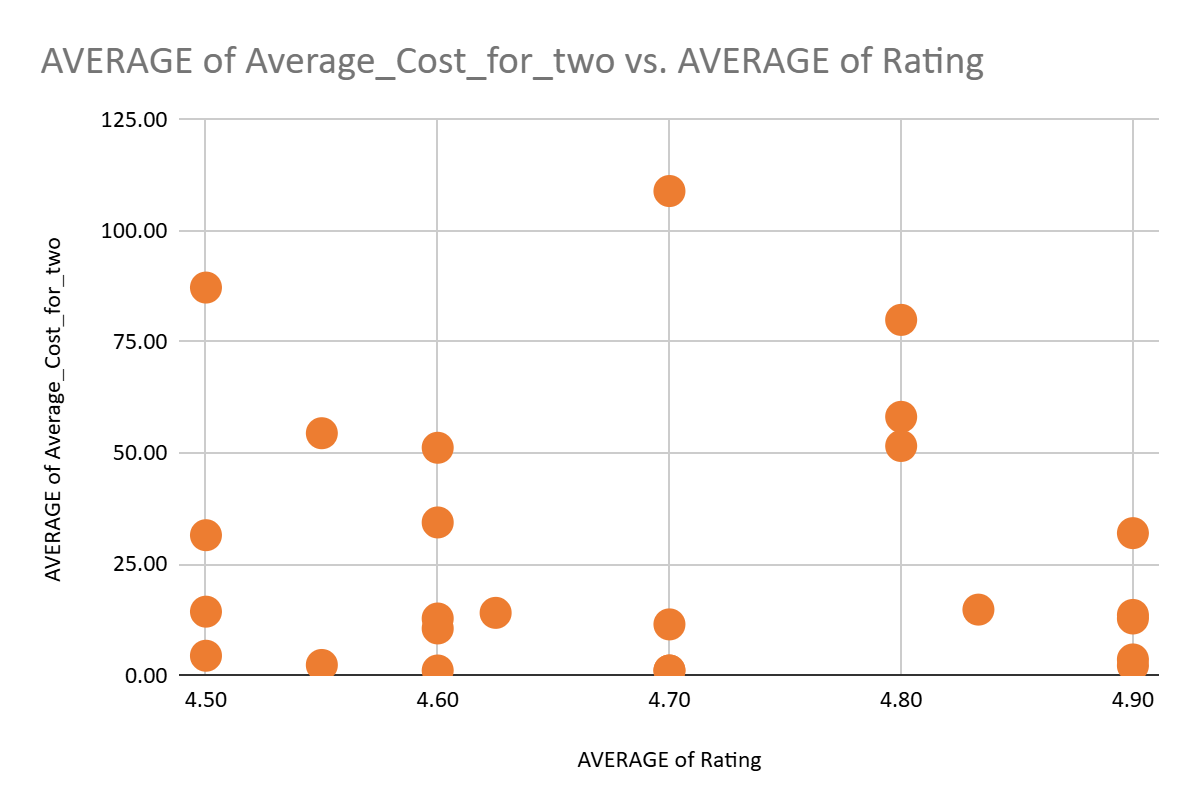 AVERAGE of Average_Cost_for_two vs. AVERAGE of Rating
AVERAGE of Average_Cost_for_two
125.00
100.00
75.00
50.00
25.00
0.00
4.50 4.60 4.70 4.80 4.90
AVERAGE of Rating